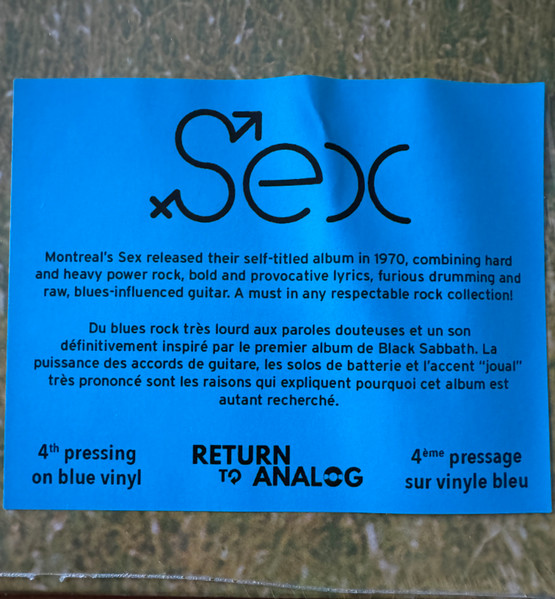 Sex
Montreal's Sex released their self-titled album in 1970, combining hard
and heavy power rock, bold and provocative lyrics, furious drumming and
raw, blues-influenced guitar. A must in any respectable rock collection!
Du blues rock très lourd aux paroles douteuses et un son
définitivement inspiré par le premier album de Black Sabbath. La
puissance des accords de guitare, les solos de batterie et l'accent "joual"
très prononcé sont les raisons qui expliquent pourquoi cet album est
autant recherché.
4th pressing
on blue vinyl
RETURN
TO ANALOG
4ème pressage
sur vinyle bleu